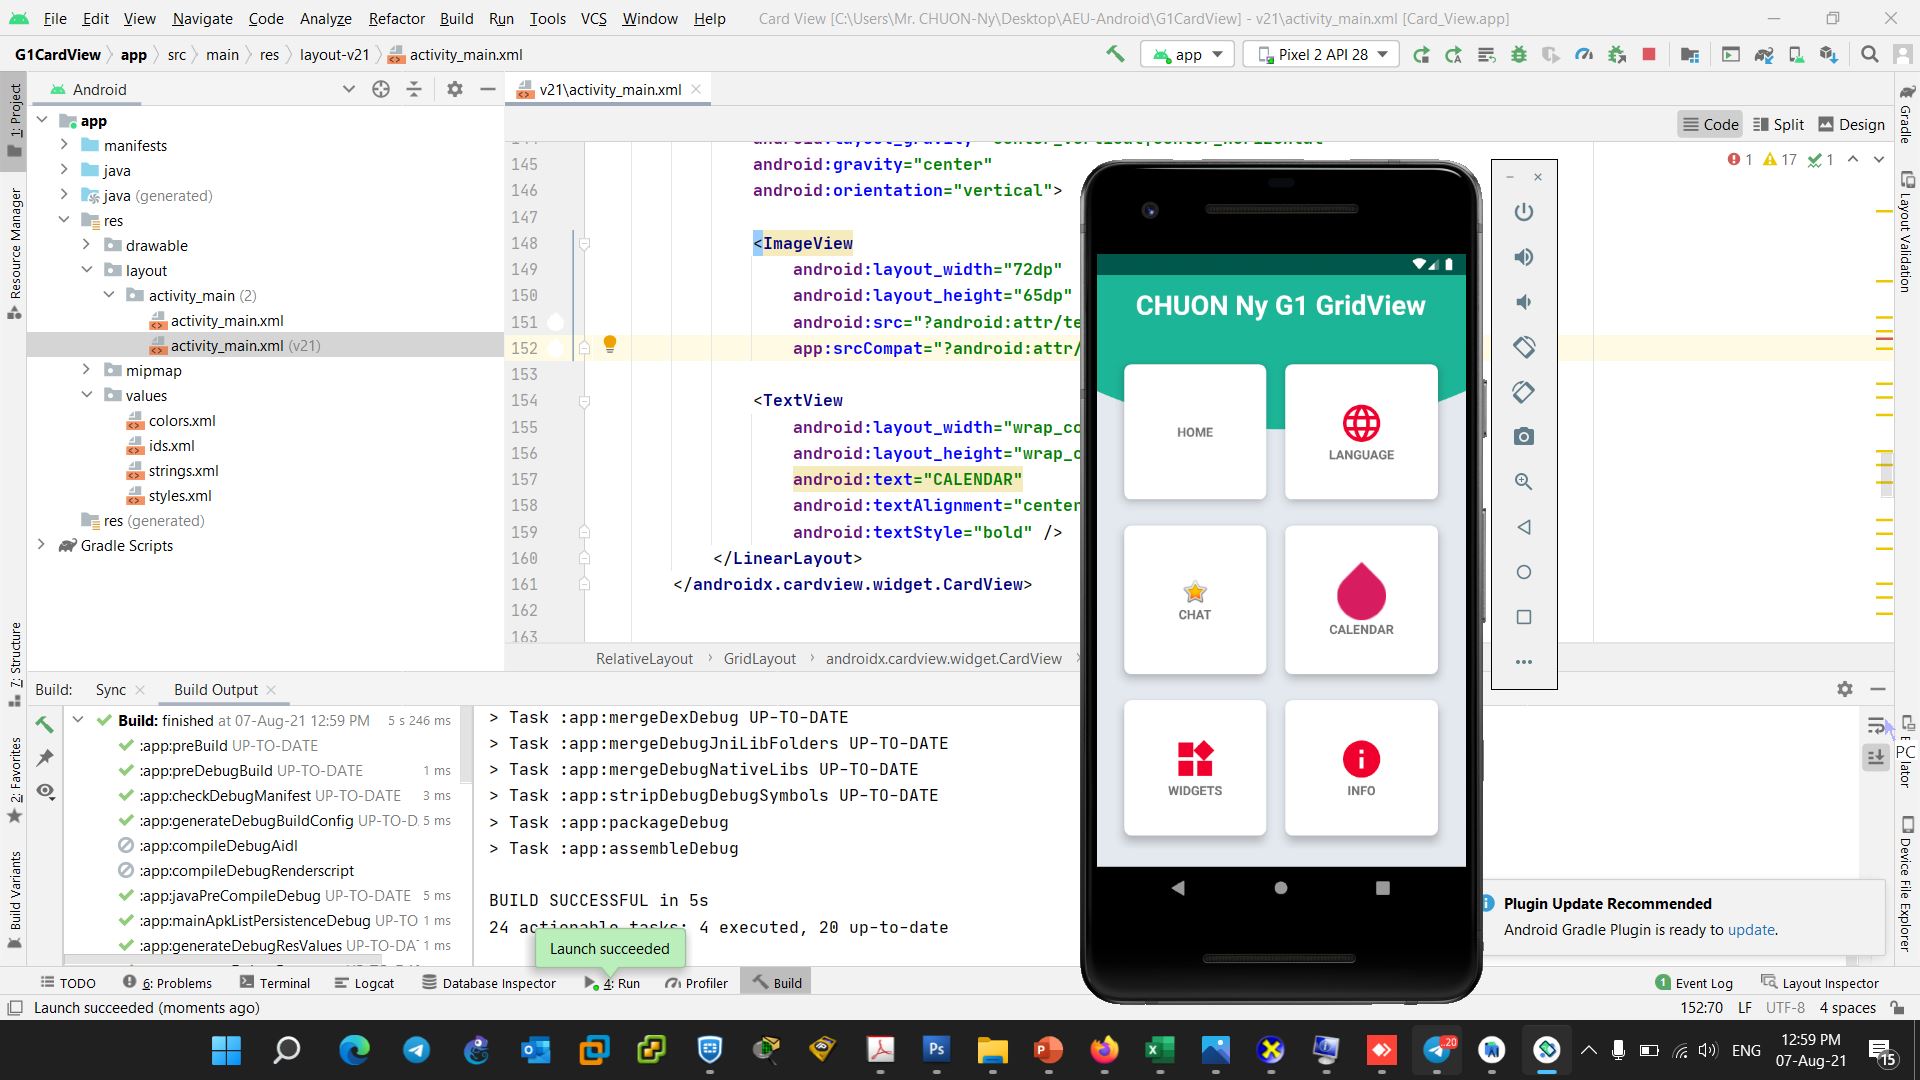 File Edit View Navigate Code Analyze Refactor Build Run Tools VCS Window Help Card View [C:\Users\Mr. CHUON-Ny\Desktop\AEU-Android\G1CardView] - v21\activity_main.xml [Card_View.app]
G1CardView app src main res layout-v21 activity_main.xml app Pixel 2 API 28
1: Project
Resource Manager
7: Structure
2: Favorites
Build Variants
Android
app
manifests
java
java (generated)
res
drawable
layout
activity_main (2)
activity_main.xml
activity_main.xml (v21)
mipmap
values
colors.xml
ids.xml
strings.xml
styles.xml
res (generated)
Gradle Scripts
v21\activity_main.xml
Code Split Design
1 17 1
145 android:gravity="center"
146 android:orientation="vertical">
147
148 <ImageView
149 android:layout_width="72dp"
150 android:layout_height="65dp"
151 android:src="?android:attr/te
152 app:srcCompat="?android:attr/
153
154 <TextView
155 android:layout_width="wrap_co
156 android:layout_height="wrap_c
157 android:text="CALENDAR"
158 android:textAlignment="center
159 android:textStyle="bold" />
160 </LinearLayout>
161 </androidx.cardview.widget.CardView>
162
163
RelativeLayout GridLayout androidx.cardview.widget.CardView
CHUON Ny G1 GridView
HOME
LANGUAGE
CHAT
CALENDAR
WIDGETS
INFO
Gradle
Layout Validation
PC
Device File Explorer
Build: Sync Build Output
Build: finished at 07-Aug-21 12:59 PM 5 s 246 ms
:app:preBuild UP-TO-DATE
:app:preDebugBuild UP-TO-DATE 1 ms
:app:checkDebugManifest UP-TO-DATE 3 ms
:app:generateDebugBuildConfig UP-TO-D 5 ms
:app:compileDebugAidl
:app:compileDebugRenderscript
:app:javaPreCompileDebug UP-TO-DATE 5 ms
:app:mainApkListPersistenceDebug UP-TO 1 ms
:app:generateDebugResValues UP-TO-DA 1 ms
> Task :app:mergeDexDebug UP-TO-DATE
> Task :app:mergeDebugJniLibFolders UP-TO-DATE
> Task :app:mergeDebugNativeLibs UP-TO-DATE
> Task :app:stripDebugDebugSymbols UP-TO-DATE
> Task :app:packageDebug
> Task :app:assembleDebug
BUILD SUCCESSFUL in 5s
24 actionable tasks: 4 executed, 20 up-to-date
Launch succeeded
Plugin Update Recommended
Android Gradle Plugin is ready to update.
TODO 6: Problems Terminal Logcat Database Inspector 4: Run Profiler Build 1 Event Log Layout Inspector
Launch succeeded (moments ago) 152:70 LF UTF-8 4 spaces
Ps
ENG
12:59 PM
07-Aug-21
15